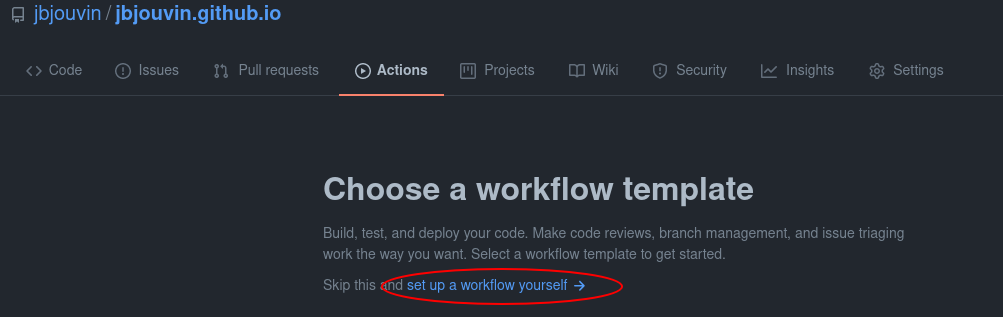 jbjouvin / jbjouvin.github.io
Code Issues Pull requests Actions Projects Wiki Security Insights Settings
Choose a workflow template
Build, test, and deploy your code. Make code reviews, branch management, and issue triaging
work the way you want. Select a workflow template to get started.
Skip this and set up a workflow yourself →